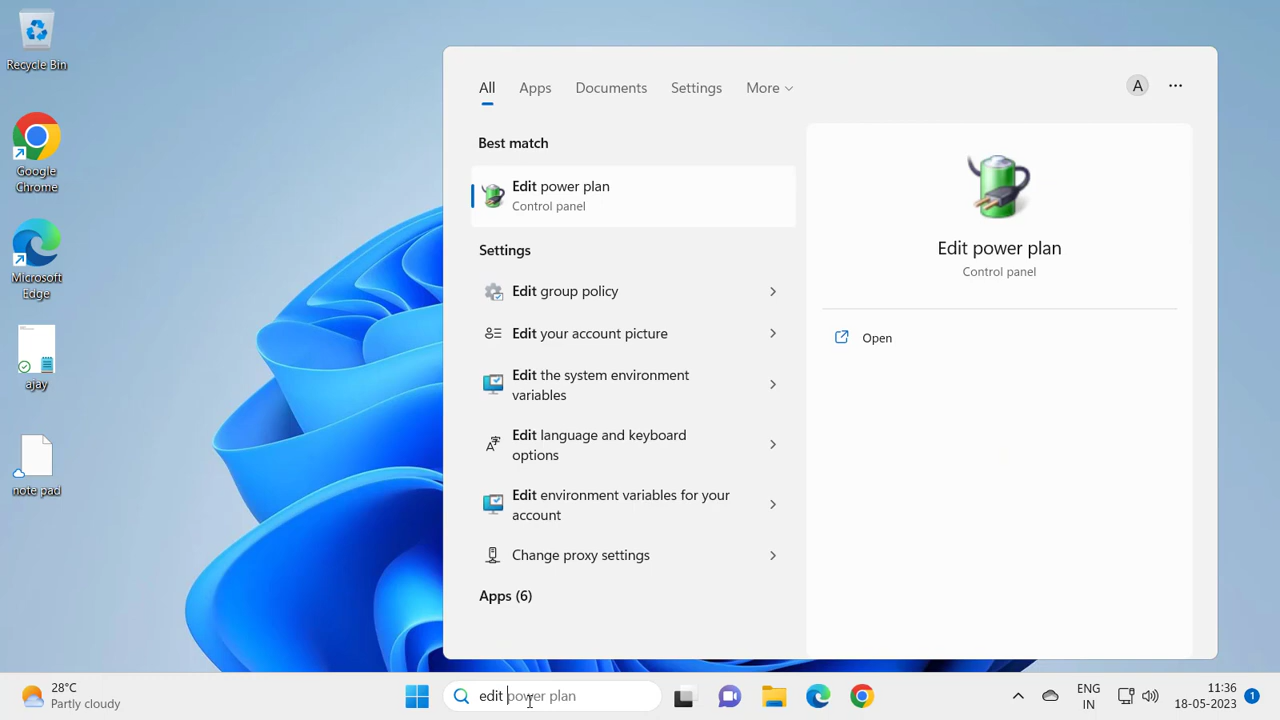 Recycle Bin
Google
Chrome
Microsoft
Edge
ajay
note pad
All Apps Documents Settings More
A
Best match
Edit power plan
Control panel
Settings
Edit group policy
Edit your account picture
Edit the system environment
variables
Edit language and keyboard
options
Edit environment variables for your
account
Change proxy settings
Apps (6)
Edit power plan
Control panel
Open
28°C
Partly cloudy
edit power plan
ENG
IN
11:36
18-05-2023
1